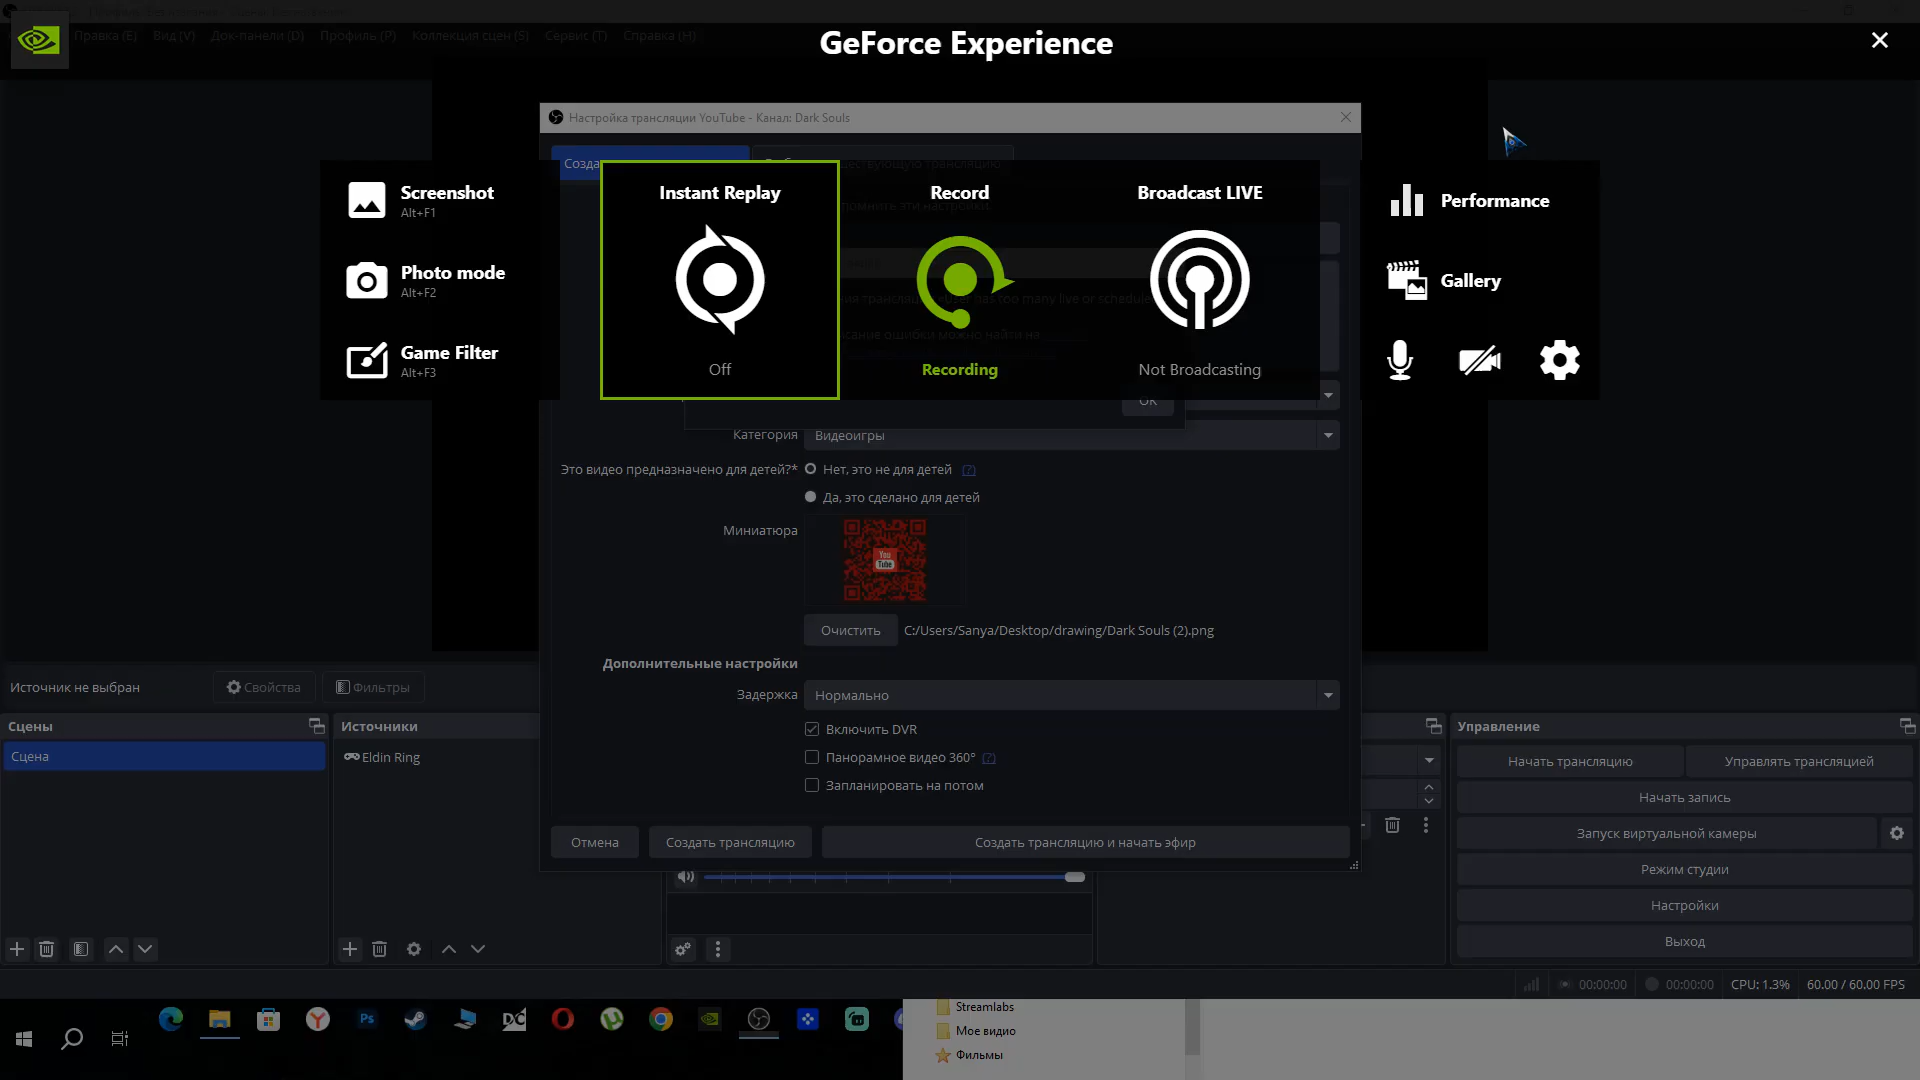 Правка (E)
Вид (V)
Док-панели (D)
Профиль (P)
Коллекция сцен (S)
Сервис (T)
Справка (H)
GeForce Experience
Настройка трансляции YouTube - Канал: Dark Souls
Screenshot
Alt+F1
Photo mode
Alt+F2
Game Filter
Alt+F3
Instant Replay
Off
Record
Recording
Broadcast LIVE
Not Broadcasting
Performance
Gallery
OK
Категория
Видеоигры
Это видео предназначено для детей?*
Нет, это не для детей (?)
Да, это сделано для детей
Миниатюра
You
Tube
Очистить
C:/Users/Sanya/Desktop/drawing/Dark Souls (2).png
Дополнительные настройки
Задержка
Нормально
Включить DVR
Панорамное видео 360° (?)
Запланировать на потом
Отмена
Создать трансляцию
Создать трансляцию и начать эфир
Источник не выбран
Свойства
Фильтры
Сцены
Сцена
Источники
Eldin Ring
Управление
Начать трансляцию
Управлять трансляцией
Начать запись
Запуск виртуальной камеры
Режим студии
Настройки
Выход
00:00:00
00:00:00
CPU: 1.3%
60.00 / 60.00 FPS
Ps
DC
Streamlabs
Мое видео
Фильмы